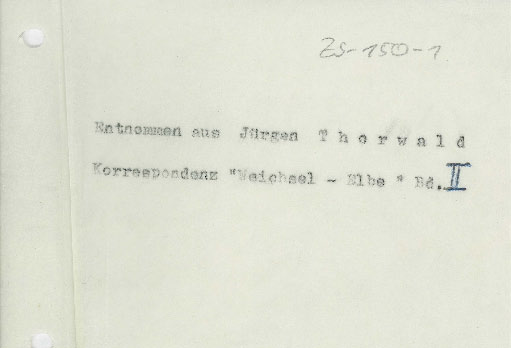 ZS-150-1
Entnommen aus Jürgen T h o r w a l d
Korrespondenz "Weichsel - Elbe " Bd. II